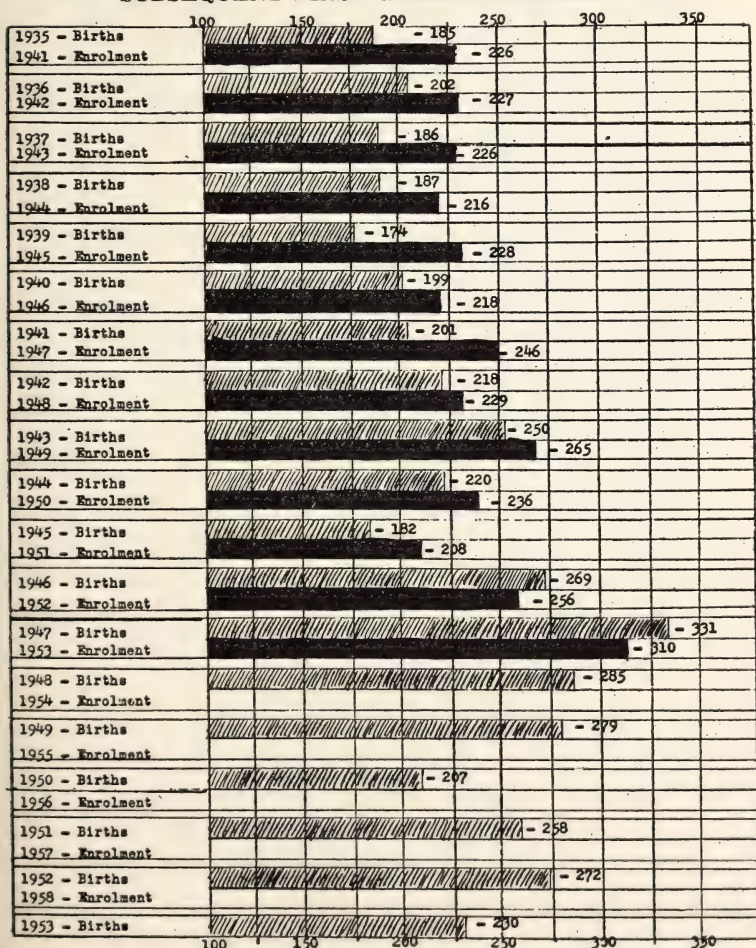 100 150 200 250 300 350
1935 - Births - 185
1941 - Enrolment - 226
1936 - Births - 202
1942 - Enrolment - 227
1937 - Births - 186
1943 - Enrolment - 226
1938 - Births - 187
1944 - Enrolment - 216
1939 - Births - 174
1945 - Enrolment - 228
1940 - Births - 199
1946 - Enrolment - 218
1941 - Births - 201
1947 - Enrolment - 246
1942 - Births - 218
1948 - Enrolment - 229
1943 - Births - 250
1949 - Enrolment - 265
1944 - Births - 220
1950 - Enrolment - 236
1945 - Births - 182
1951 - Enrolment - 208
1946 - Births - 269
1952 - Enrolment - 256
1947 - Births - 331
1953 - Enrolment - 310
1948 - Births - 285
1954 - Enrolment
1949 - Births - 279
1955 - Enrolment
1950 - Births - 207
1956 - Enrolment
1951 - Births - 258
1957 - Enrolment
1952 - Births - 272
1958 - Enrolment
1953 - Births - 230
100 150 200 250 300 350